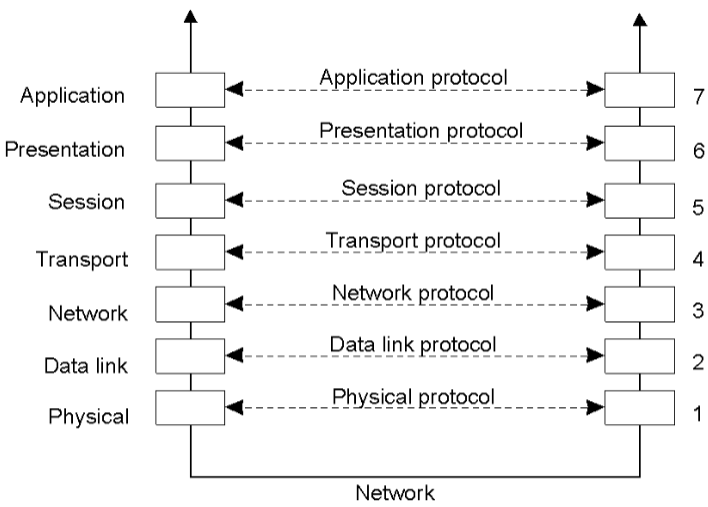 Application
Application protocol
7
Presentation
Presentation protocol
6
Session
Session protocol
5
Transport
Transport protocol
4
Network
Network protocol
3
Data link
Data link protocol
2
Physical
Physical protocol
1
Network